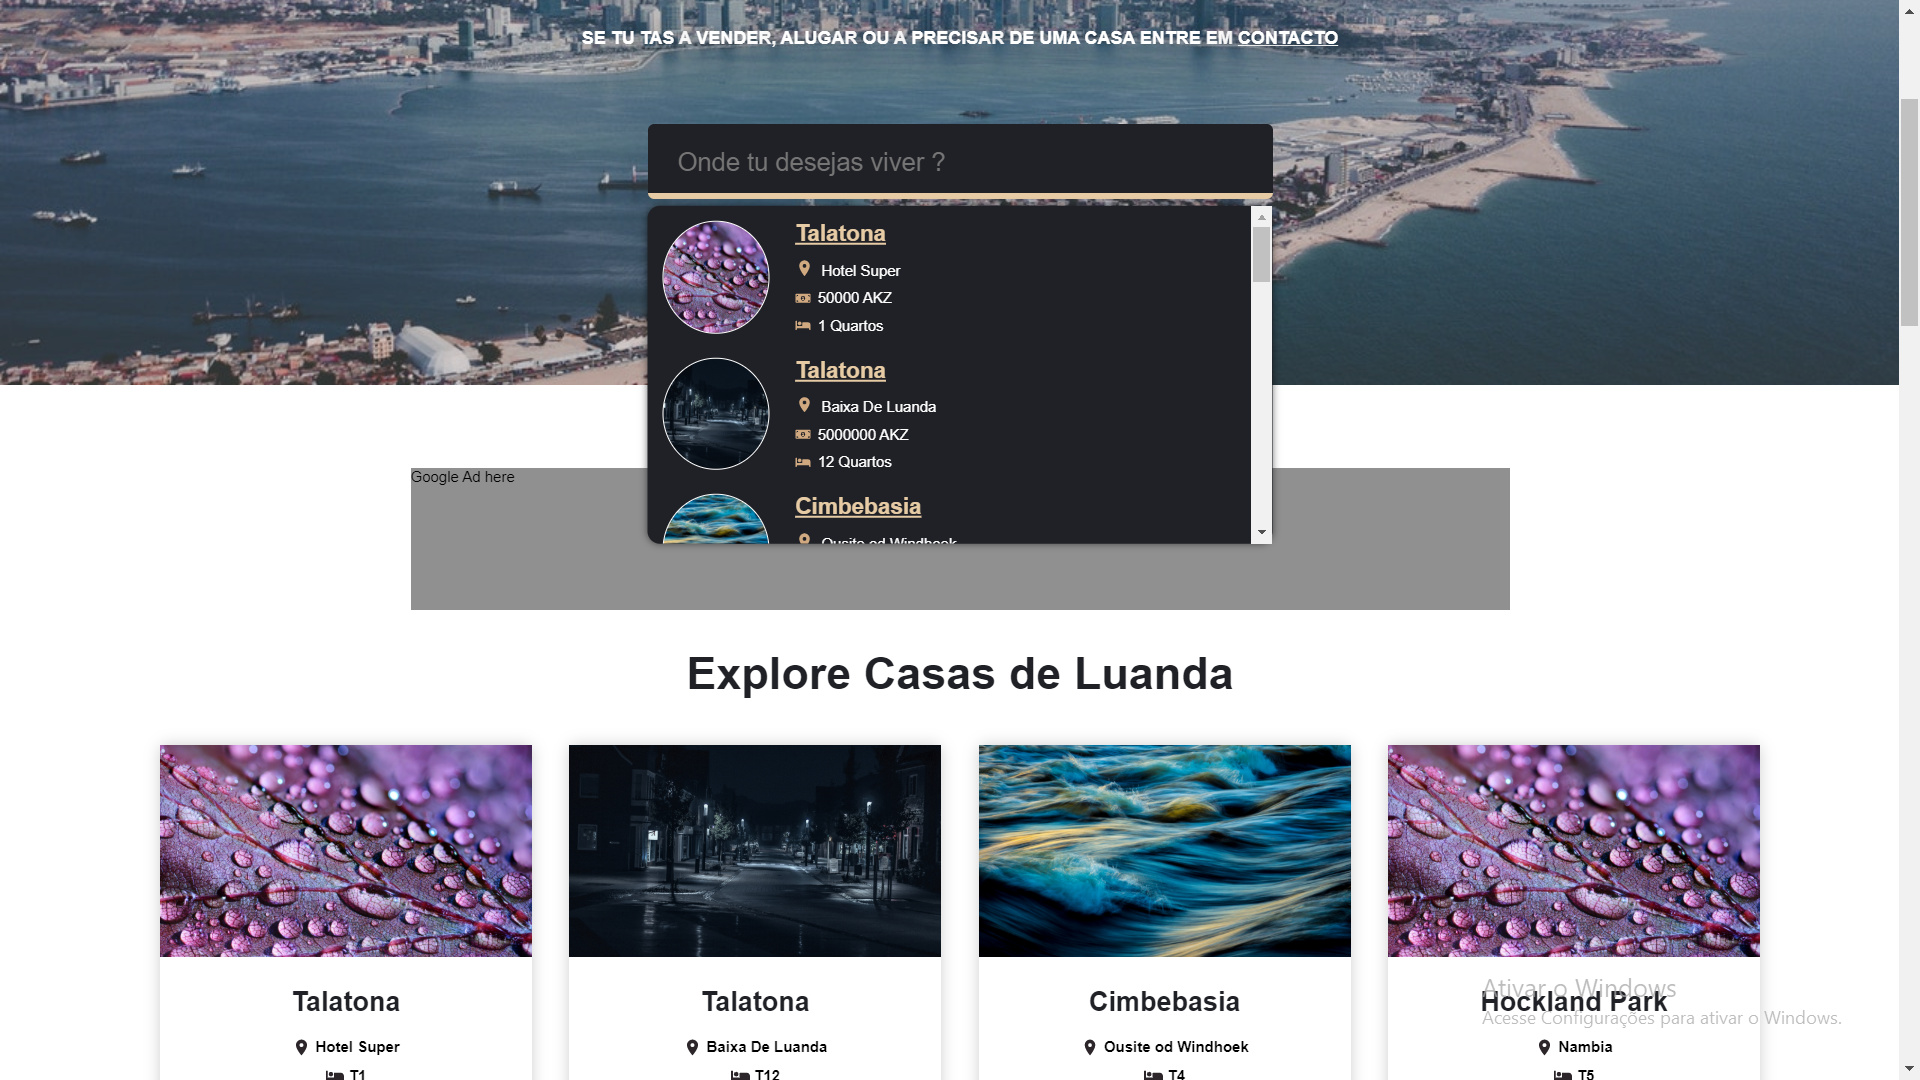 SE TU TAS A VENDER, ALUGAR OU A PRECISAR DE UMA CASA ENTRE EM CONTACTO
Onde tu desejas viver ?
Talatona
Hotel Super
50000 AKZ
1 Quartos
Talatona
Baixa De Luanda
5000000 AKZ
12 Quartos
Cimbebasia
Ousite od Windhoek
Google Ad here
Explore Casas de Luanda
Talatona
Hotel Super
T1
Talatona
Baixa De Luanda
T12
Cimbebasia
Ousite od Windhoek
T4
Hockland Park
Nambia
T5
Ativar o Windows
Acesse Configurações para ativar o Windows.